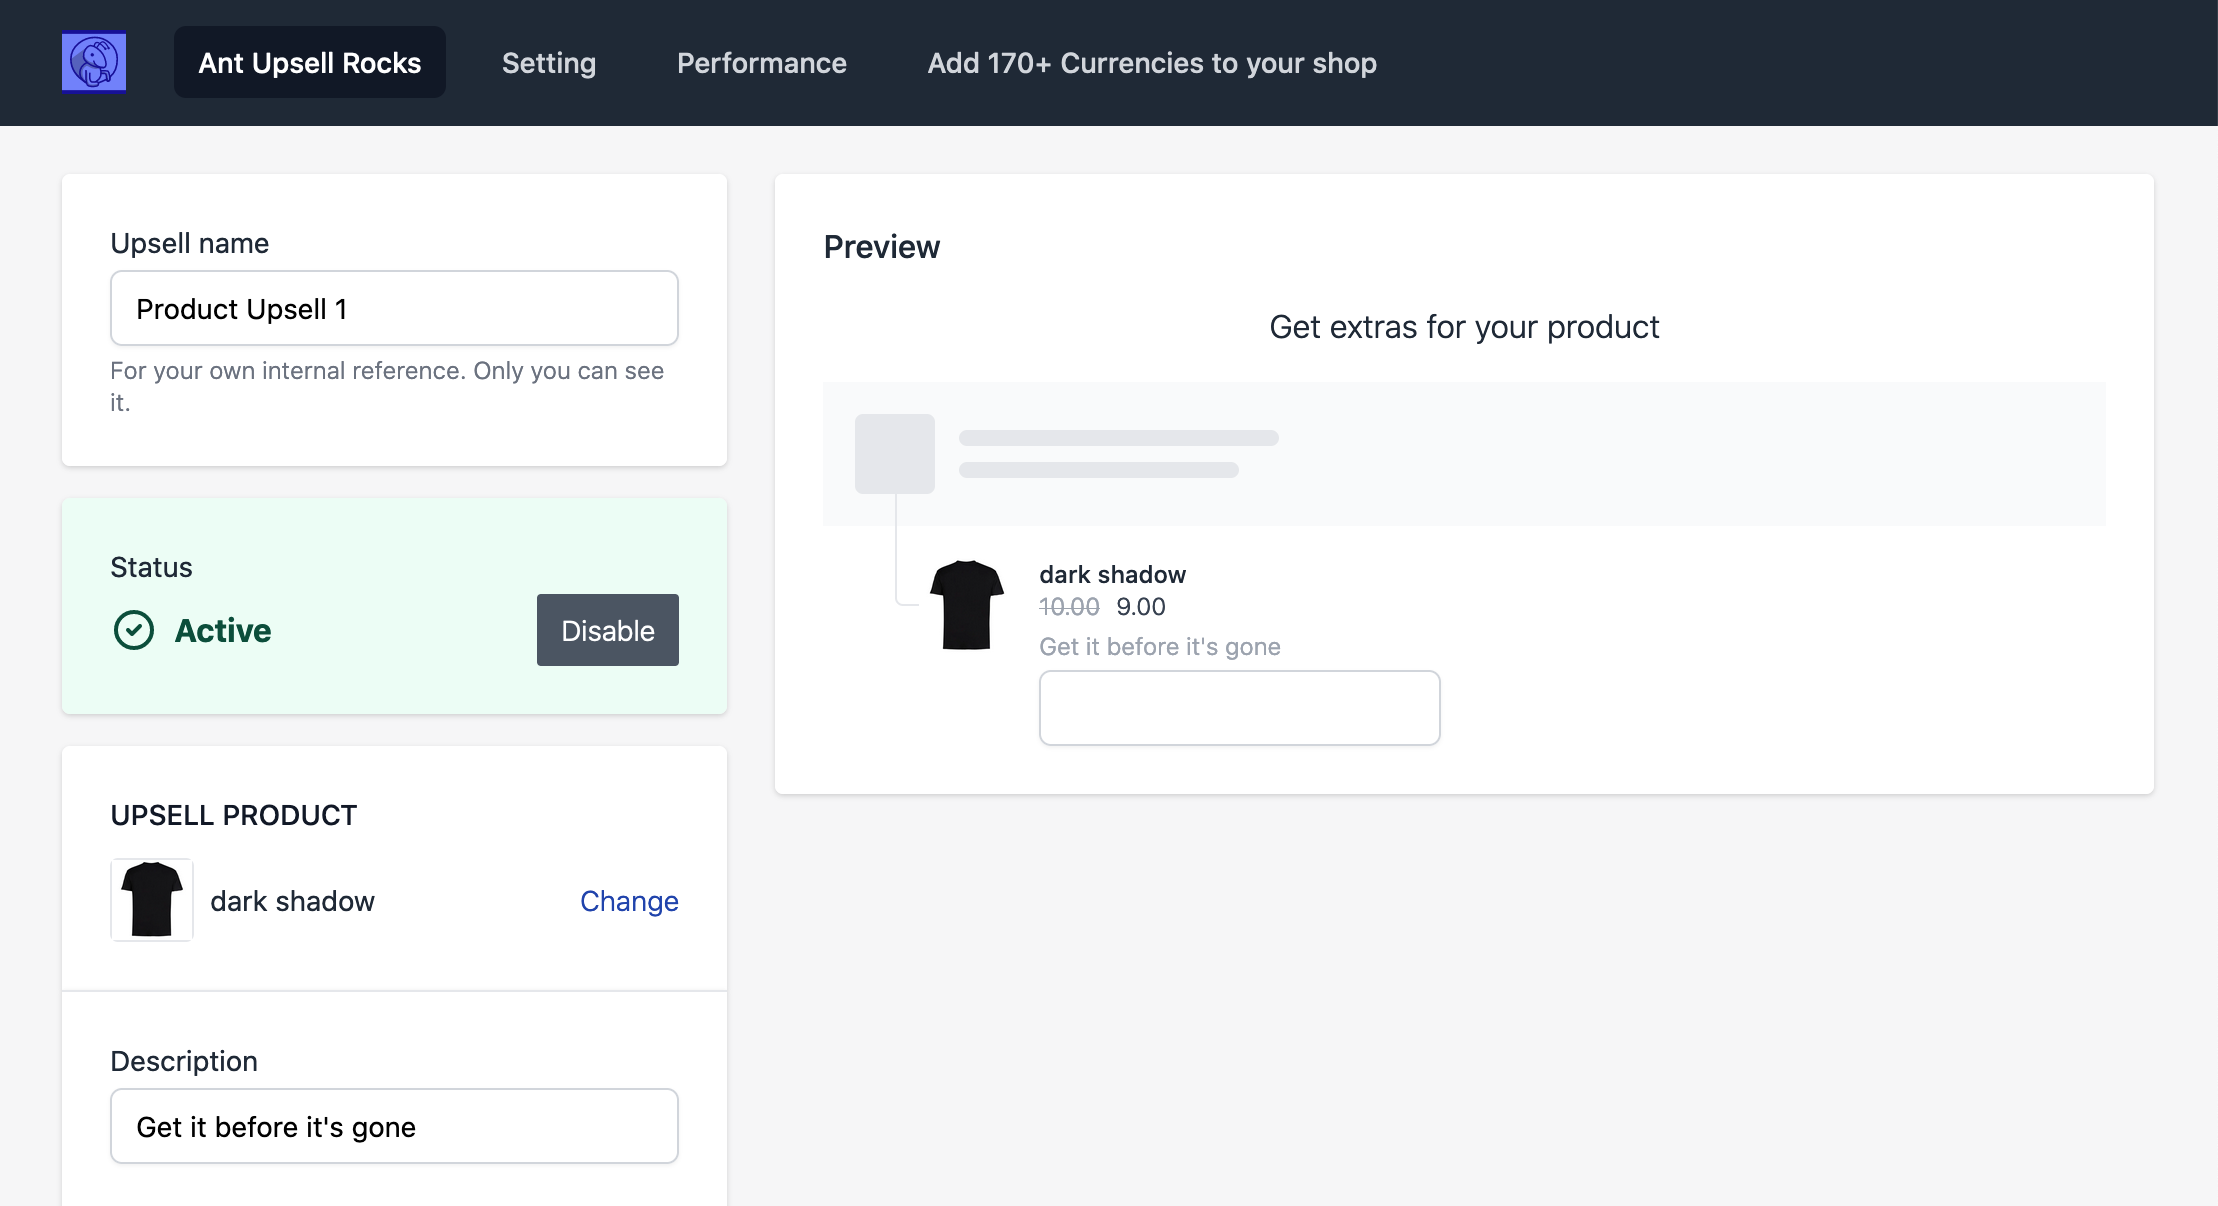 Ant Upsell Rocks
Setting
Performance
Add 170+ Currencies to your shop
Upsell name
Product Upsell 1
For your own internal reference. Only you can see
it.
Status
Active
Disable
UPSELL PRODUCT
dark shadow
Change
Description
Get it before it's gone
Preview
Get extras for your product
dark shadow
10.00 9.00
Get it before it's gone